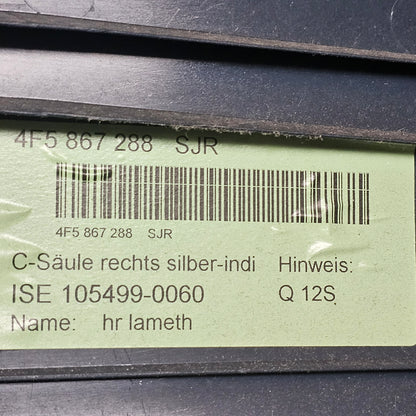 4F5 867 288 SJR
4F5 867 288 SJR
C-Säule rechts silber-indi Hinweis:
ISE 105499-0060 Q 12S
Name: hr lameth